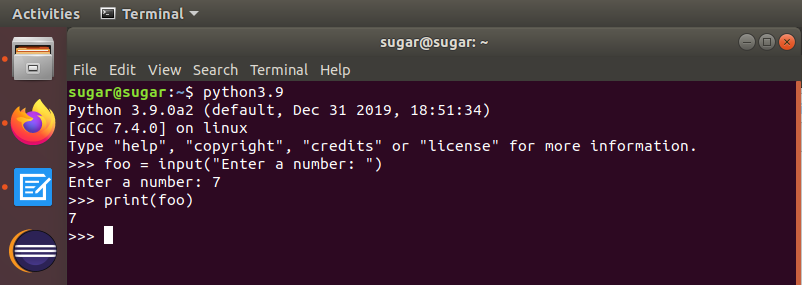 Activities Terminal
sugar@sugar: ~
File Edit View Search Terminal Help
sugar@sugar:~$ python3.9
Python 3.9.0a2 (default, Dec 31 2019, 18:51:34)
[GCC 7.4.0] on linux
Type "help", "copyright", "credits" or "license" for more information.
>>> foo = input("Enter a number: ")
Enter a number: 7
>>> print(foo)
7
>>>